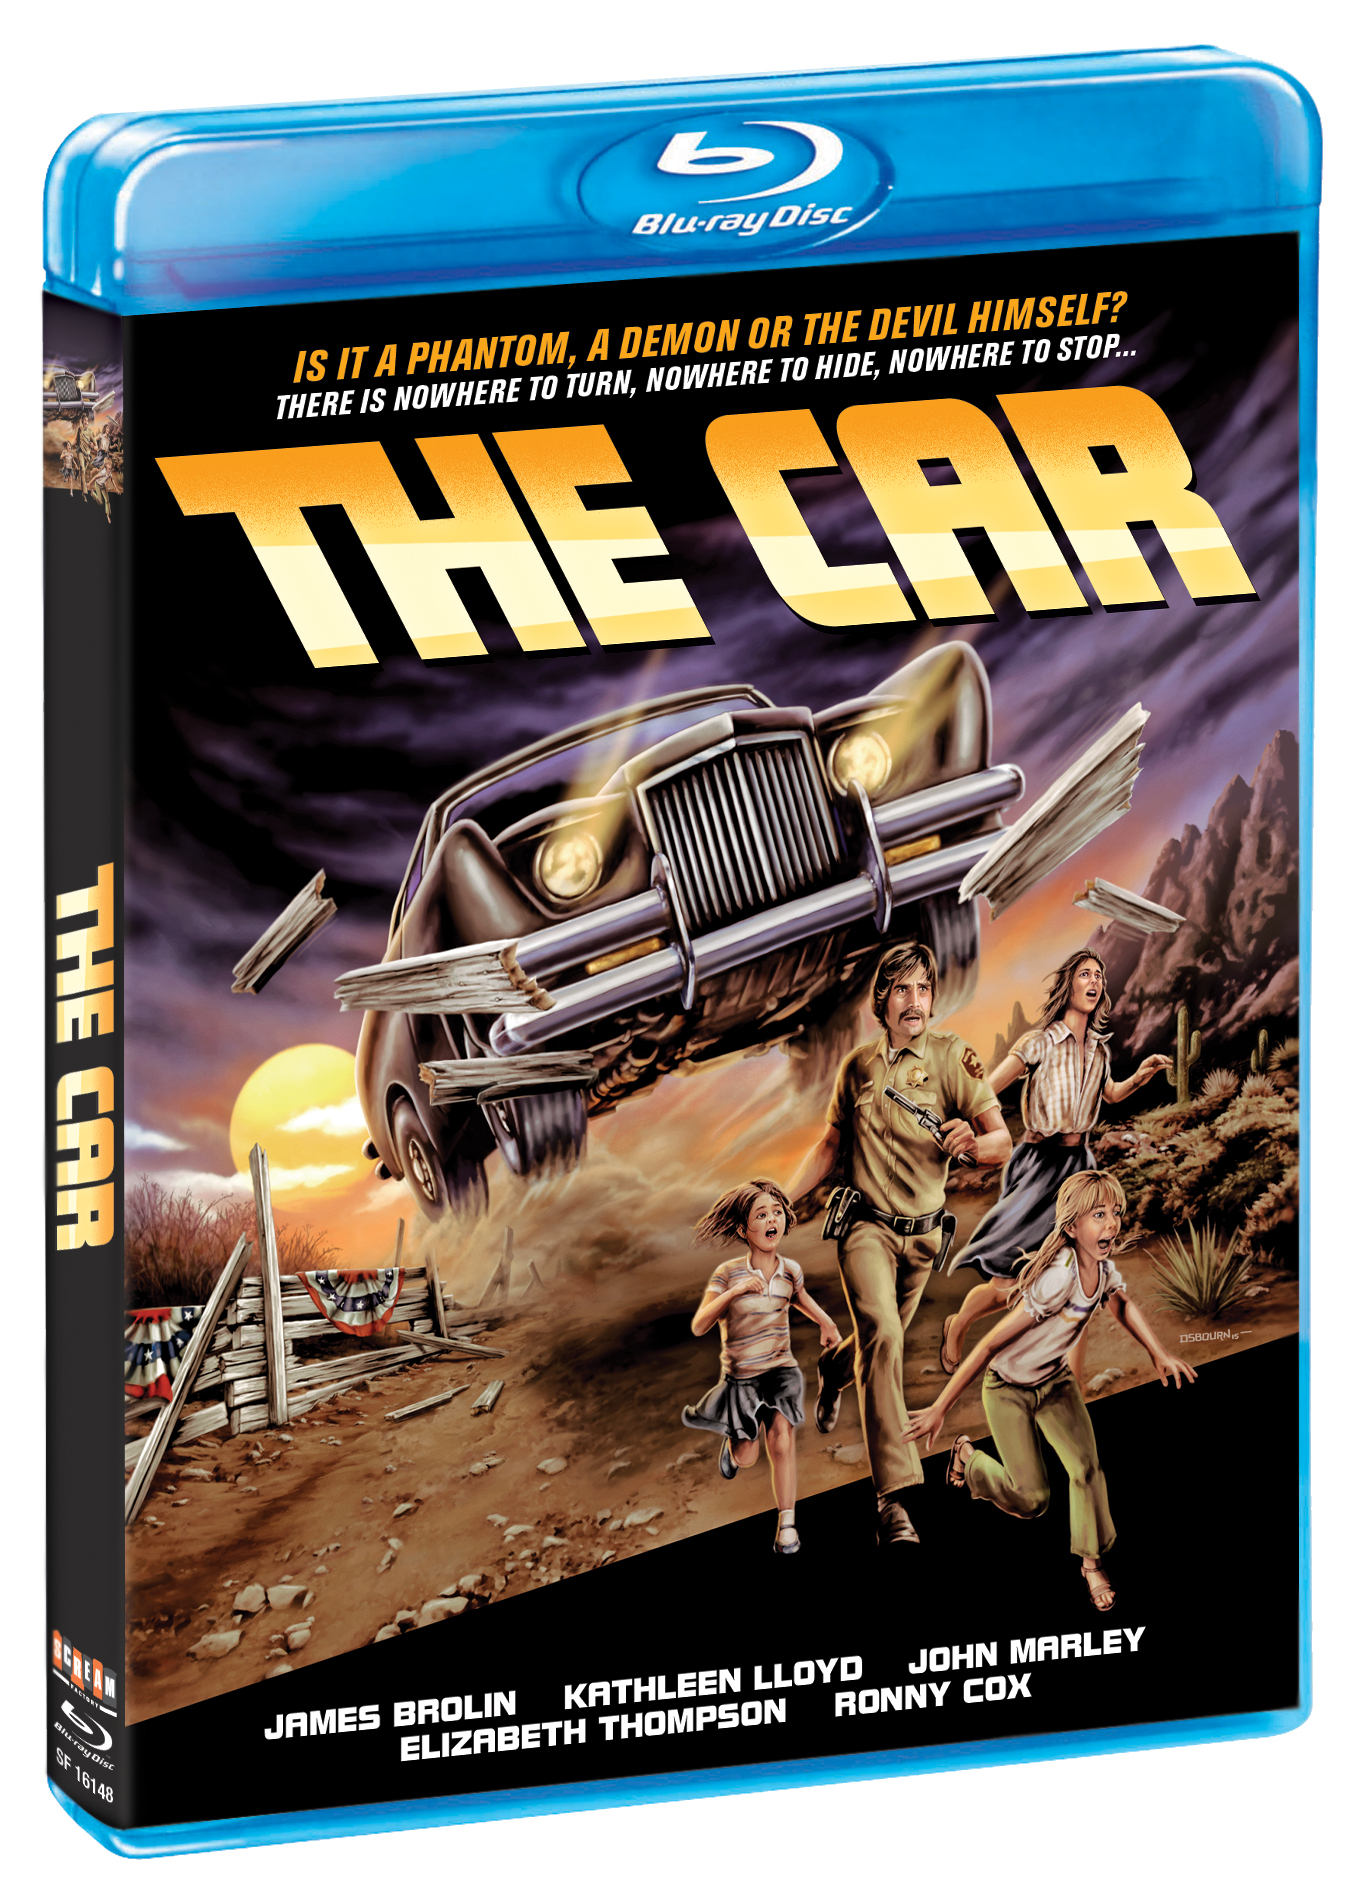 Blu-ray Disc
IS IT A PHANTOM, A DEMON OR THE DEVIL HIMSELF?
THERE IS NOWHERE TO TURN, NOWHERE TO HIDE, NOWHERE TO STOP...
THE CAR
OSBOURN 15
JAMES BROLIN KATHLEEN LLOYD JOHN MARLEY
ELIZABETH THOMPSON RONNY COX
THE CAR
SCREAM
FACTORY
Blu-ray Disc
SF 16148